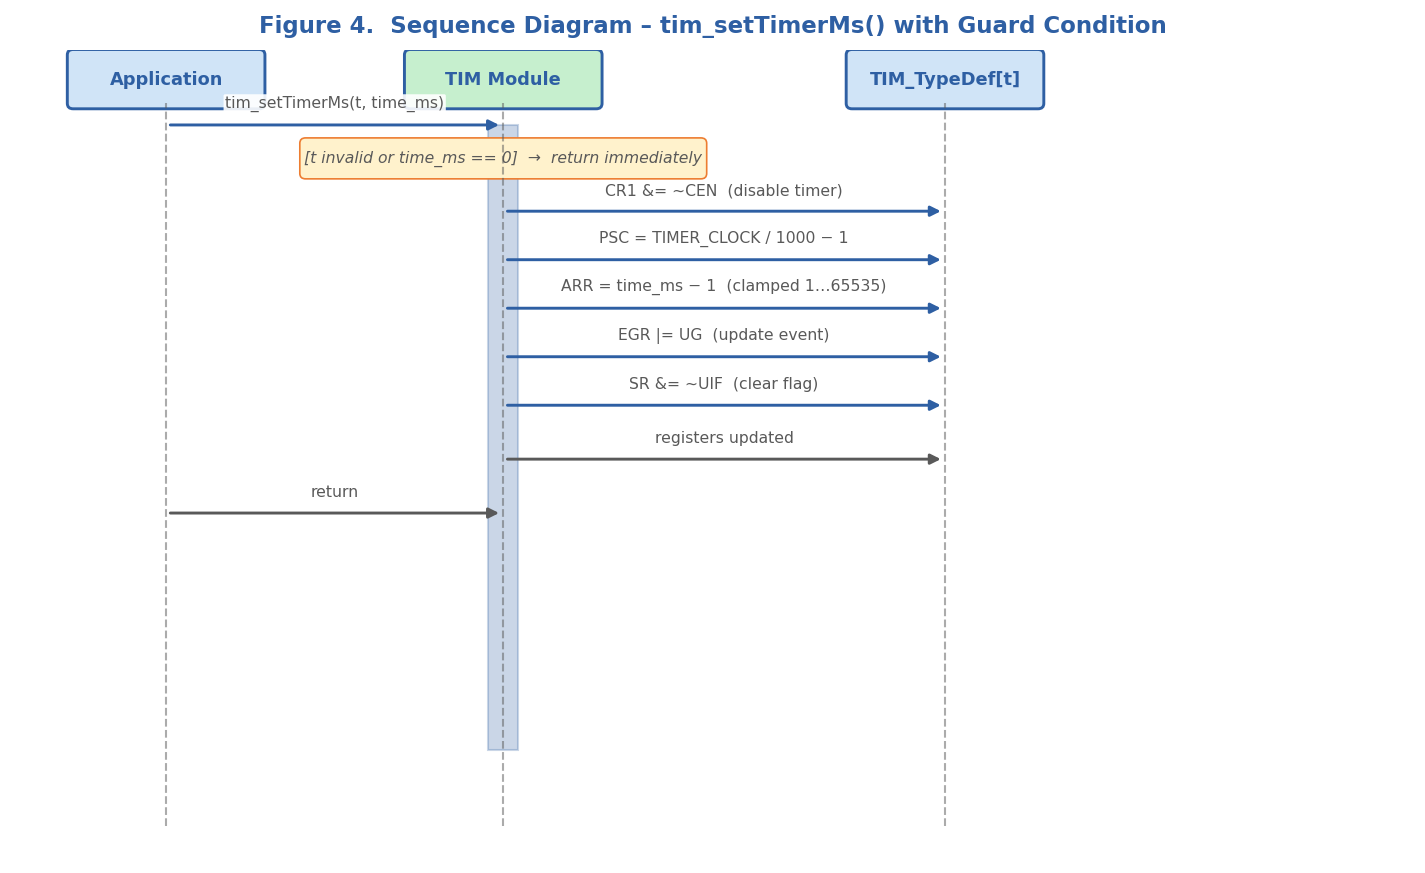 Figure 4.  Sequence Diagram – tim_setTimerMs() with Guard Condition
Application
TIM Module
TIM_TypeDef[t]
tim_setTimerMs(t, time_ms)
[t invalid or time_ms == 0]  →  return immediately
CR1 &= ~CEN  (disable timer)
PSC = TIMER_CLOCK / 1000 − 1
ARR = time_ms − 1  (clamped 1…65535)
EGR |= UG  (update event)
SR &= ~UIF  (clear flag)
registers updated
return